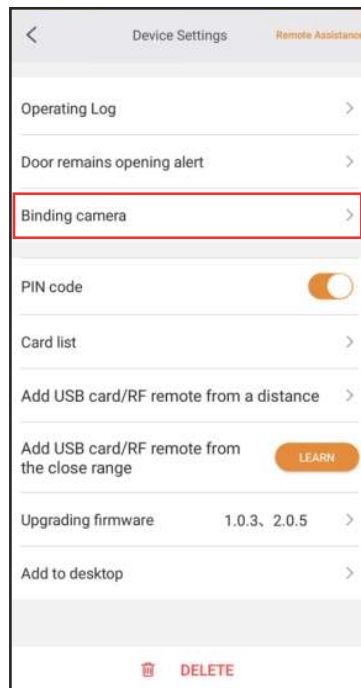 Device Settings Remote Assistance
Operating Log
Door remains opening alert
Binding camera
PIN code
Card list
Add USB card/RF remote from a distance
Add USB card/RF remote from
the close range
LEARN
Upgrading firmware 1.0.3、2.0.5
Add to desktop
DELETE